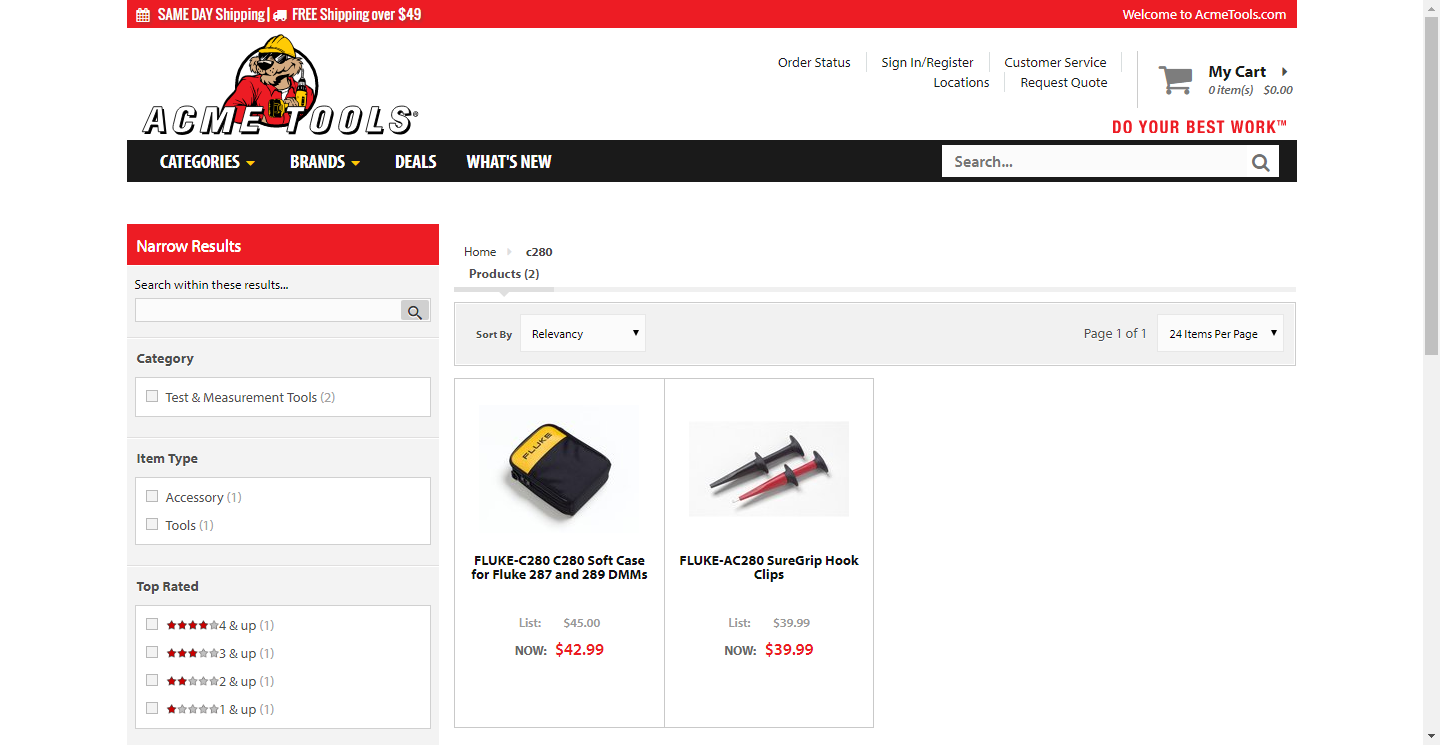 SAME DAY Shipping | FREE Shipping over $49
Welcome to AcmeTools.com
ACME TOOLS®
Order Status
Sign In/Register
Customer Service
Locations
Request Quote
My Cart
0 item(s) $0.00
DO YOUR BEST WORK™
CATEGORIES
BRANDS
DEALS
WHAT'S NEW
Search...
Narrow Results
Search within these results...
Category
Test & Measurement Tools (2)
Item Type
Accessory (1)
Tools (1)
Top Rated
4 & up (1)
3 & up (1)
2 & up (1)
1 & up (1)
Home c280
Products (2)
Sort By Relevancy
Page 1 of 1 24 Items Per Page
FLUKE
FLUKE-C280 C280 Soft Case
for Fluke 287 and 289 DMMs
List: $45.00
NOW: $42.99
FLUKE-AC280 SureGrip Hook
Clips
List: $39.99
NOW: $39.99